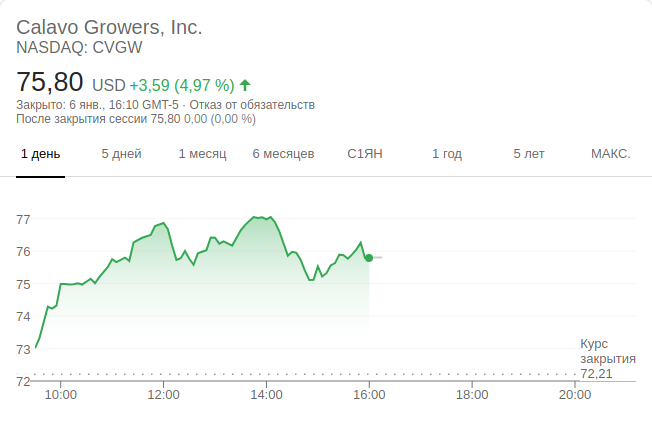 Calavo Growers, Inc.
NASDAQ: CVGW
75,80 USD +3,59 (4,97 %)
Закрыто: 6 янв., 16:10 GMT-5 · Отказ от обязательств
После закрытия сессии 75,80 0,00 (0,00 %)
1 день 5 дней 1 месяц 6 месяцев С1ЯН 1 год 5 лет МАКС.
77
76
75
74
73
Курс
закрытия
72,21
72
10:00 12:00 14:00 16:00 18:00 20:00